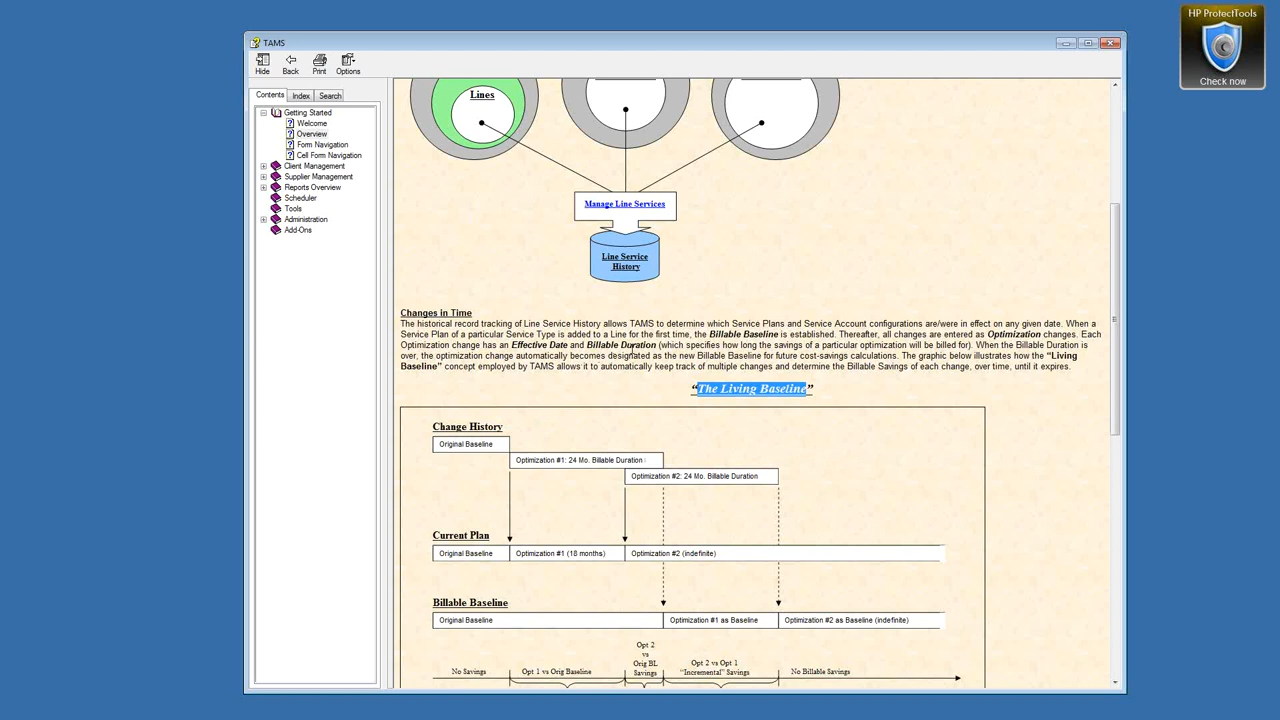 HP ProtectTools
Check now
TAMS
Hide
Back
Print
Options
Contents
Index
Search
Getting Started
Welcome
Overview
Form Navigation
Cell Form Navigation
Client Management
Supplier Management
Reports Overview
Scheduler
Tools
Administration
Add-Ons
Lines
Manage Line Services
Line Service
History
Changes in Time
The historical record tracking of Line Service History allows TAMS to determine which Service Plans and Service Account configurations are/were in effect on any given date. When a
Service Plan of a particular Service Type is added to a Line for the first time, the Billable Baseline is established. Thereafter, all changes are entered as Optimization changes. Each
Optimization change has an Effective Date and Billable Duration (which specifies how long the savings of a particular optimization will be billed for). When the Billable Duration is
over, the optimization change automatically becomes designated as the new Billable Baseline for future cost-savings calculations. The graphic below illustrates how the “Living
Baseline” concept employed by TAMS allows it to automatically keep track of multiple changes and determine the Billable Savings of each change, over time, until it expires.
“The Living Baseline”
Change History
Original Baseline
Optimization #1: 24 Mo. Billable Duration
Optimization #2: 24 Mo. Billable Duration
Current Plan
Original Baseline
Optimization #1 (18 months)
Optimization #2 (indefinite)
Billable Baseline
Original Baseline
Optimization #1 as Baseline
Optimization #2 as Baseline (indefinite)
No Savings
Opt 1 vs Orig Baseline
Opt 2
vs
Orig BL
Savings
Opt 2 vs Opt 1
“Incremental” Savings
No Billable Savings